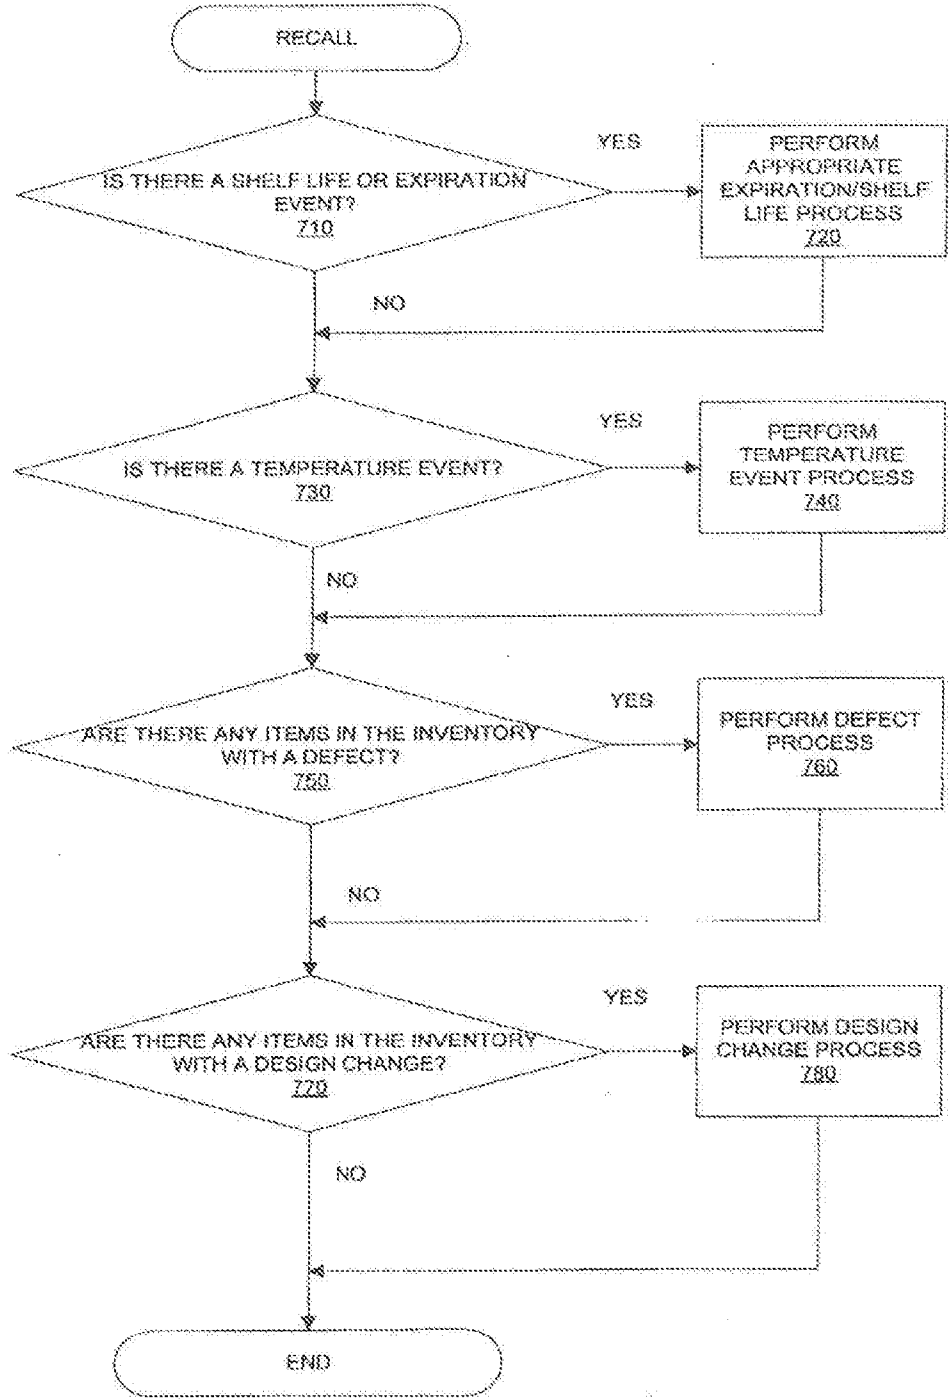 RECALL
YES
IS THERE A SHELF LIFE OR EXPIRATION
EVENT?
710
PERFORM
APPROPRIATE
EXPIRATION/SHELF
LIFE PROCESS
720
NO
YES
IS THERE A TEMPERATURE EVENT?
730
PERFORM
TEMPERATURE
EVENT PROCESS
740
NO
YES
ARE THERE ANY ITEMS IN THE INVENTORY
WITH A DEFECT?
750
PERFORM DEFECT
PROCESS
760
NO
YES
ARE THERE ANY ITEMS IN THE INVENTORY
WITH A DESIGN CHANGE?
770
PERFORM DESIGN
CHANGE PROCESS
780
NO
END